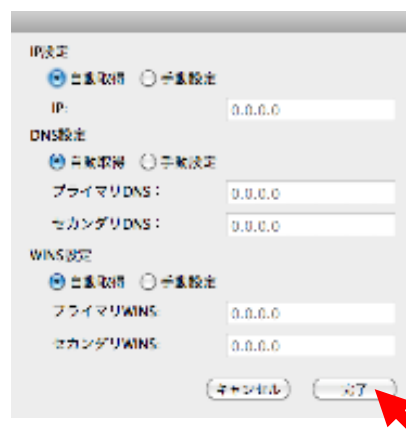 IP設定
自動取得 手動設定
IP: 0.0.0.0
DNS設定
自動取得 手動設定
プライマリDNS： 0.0.0.0
セカンダリDNS： 0.0.0.0
WINS設定
自動取得 手動設定
プライマリWINS: 0.0.0.0
セカンダリWINS: 0.0.0.0
キャンセル 完了